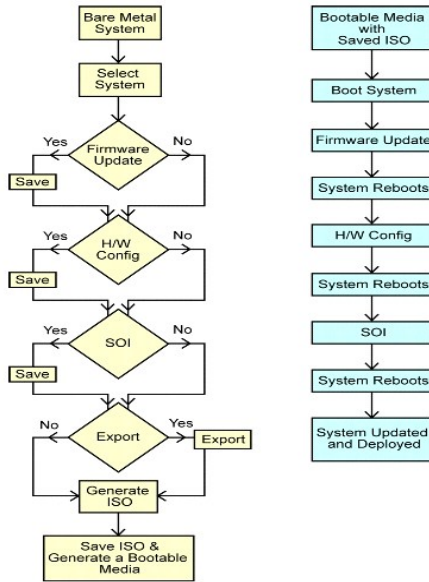 Bare Metal
System
Select
System
Yes
No
Firmware
Update
Save
Yes
No
H/W
Config
Save
Yes
No
SOI
Save
No
Yes
Export
Export
Generate
ISO
Save ISO &
Generate a Bootable
Media
Bootable Media
with
Saved ISO
Boot System
Firmware Update
System Reboots
H/W Config
System Reboots
SOI
System Reboots
System Updated
and Deployed